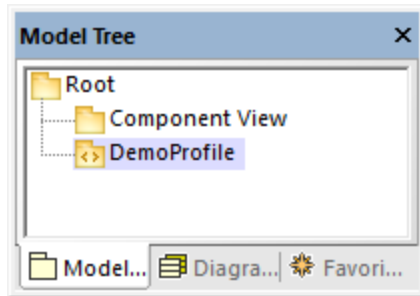 Model Tree
Root
Component View
DemoProfile
Model... Diagra... Favori...